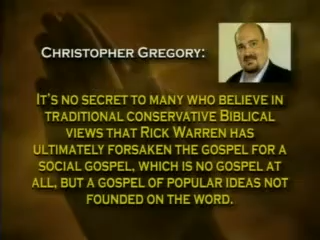 Christopher Gregory:
It's no secret to many who believe in
traditional conservative Biblical
views that Rick Warren has
ultimately forsaken the gospel for a
social gospel, which is no gospel at
all, but a gospel of popular ideas not
founded on the Word.